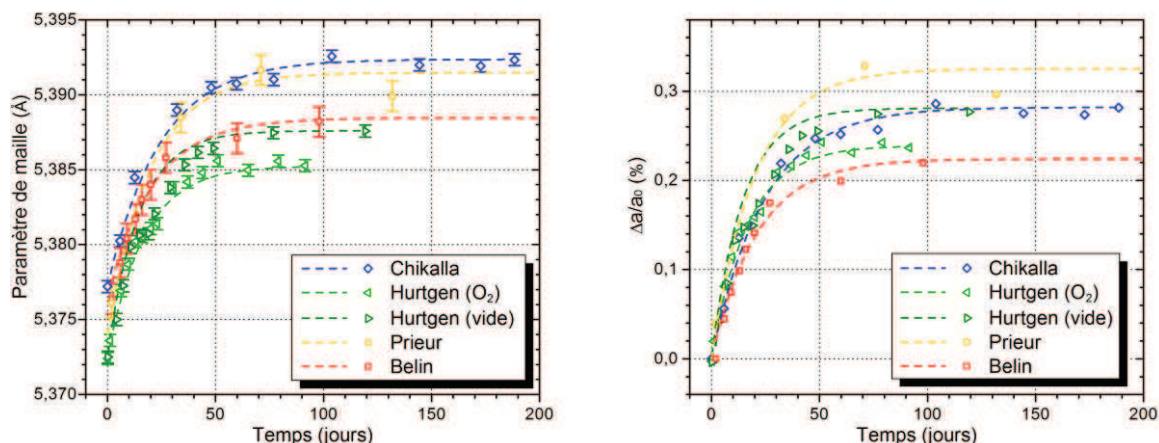 Paramètre de maille (Å)
5,395
5,390
5,385
5,380
5,375
5,370
Chikalla
Hurtgen (O₂)
Hurtgen (vide)
Prieur
Belin
0 50 100 150 200
Temps (jours)
Δa/a₀ (%)
0,3
0,2
0,1
0,0
Chikalla
Hurtgen (O₂)
Hurtgen (vide)
Prieur
Belin
0 50 100 150 200
Temps (jours)